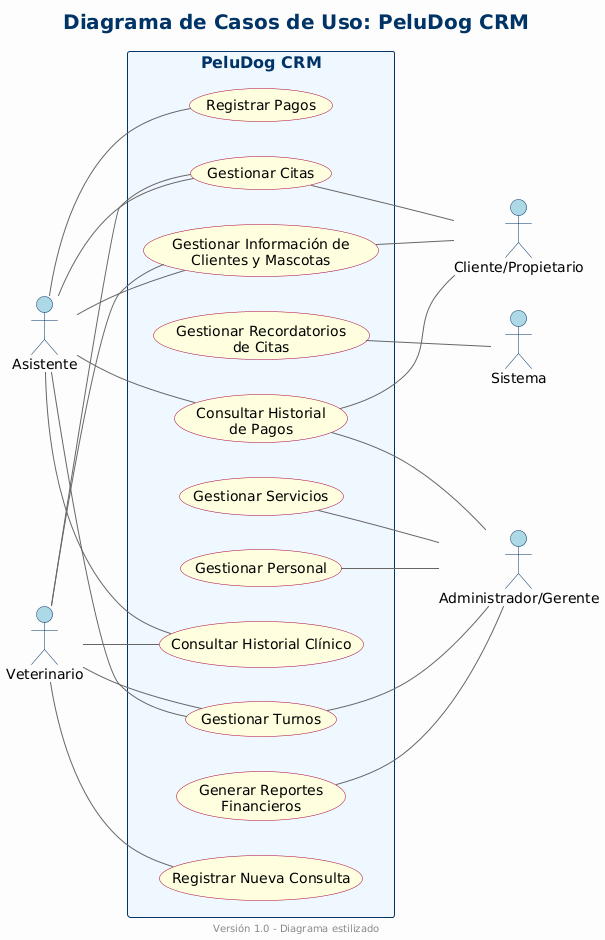 Diagrama de Casos de Uso: PeluDog CRM
PeluDog CRM
Registrar Pagos
Gestionar Citas
Gestionar Información de
Clientes y Mascotas
Cliente/Propietario
Gestionar Recordatorios
de Citas
Asistente
Sistema
Consultar Historial
de Pagos
Gestionar Servicios
Gestionar Personal
Administrador/Gerente
Consultar Historial Clínico
Veterinario
Gestionar Turnos
Generar Reportes
Financieros
Registrar Nueva Consulta
Versión 1.0 - Diagrama estilizado